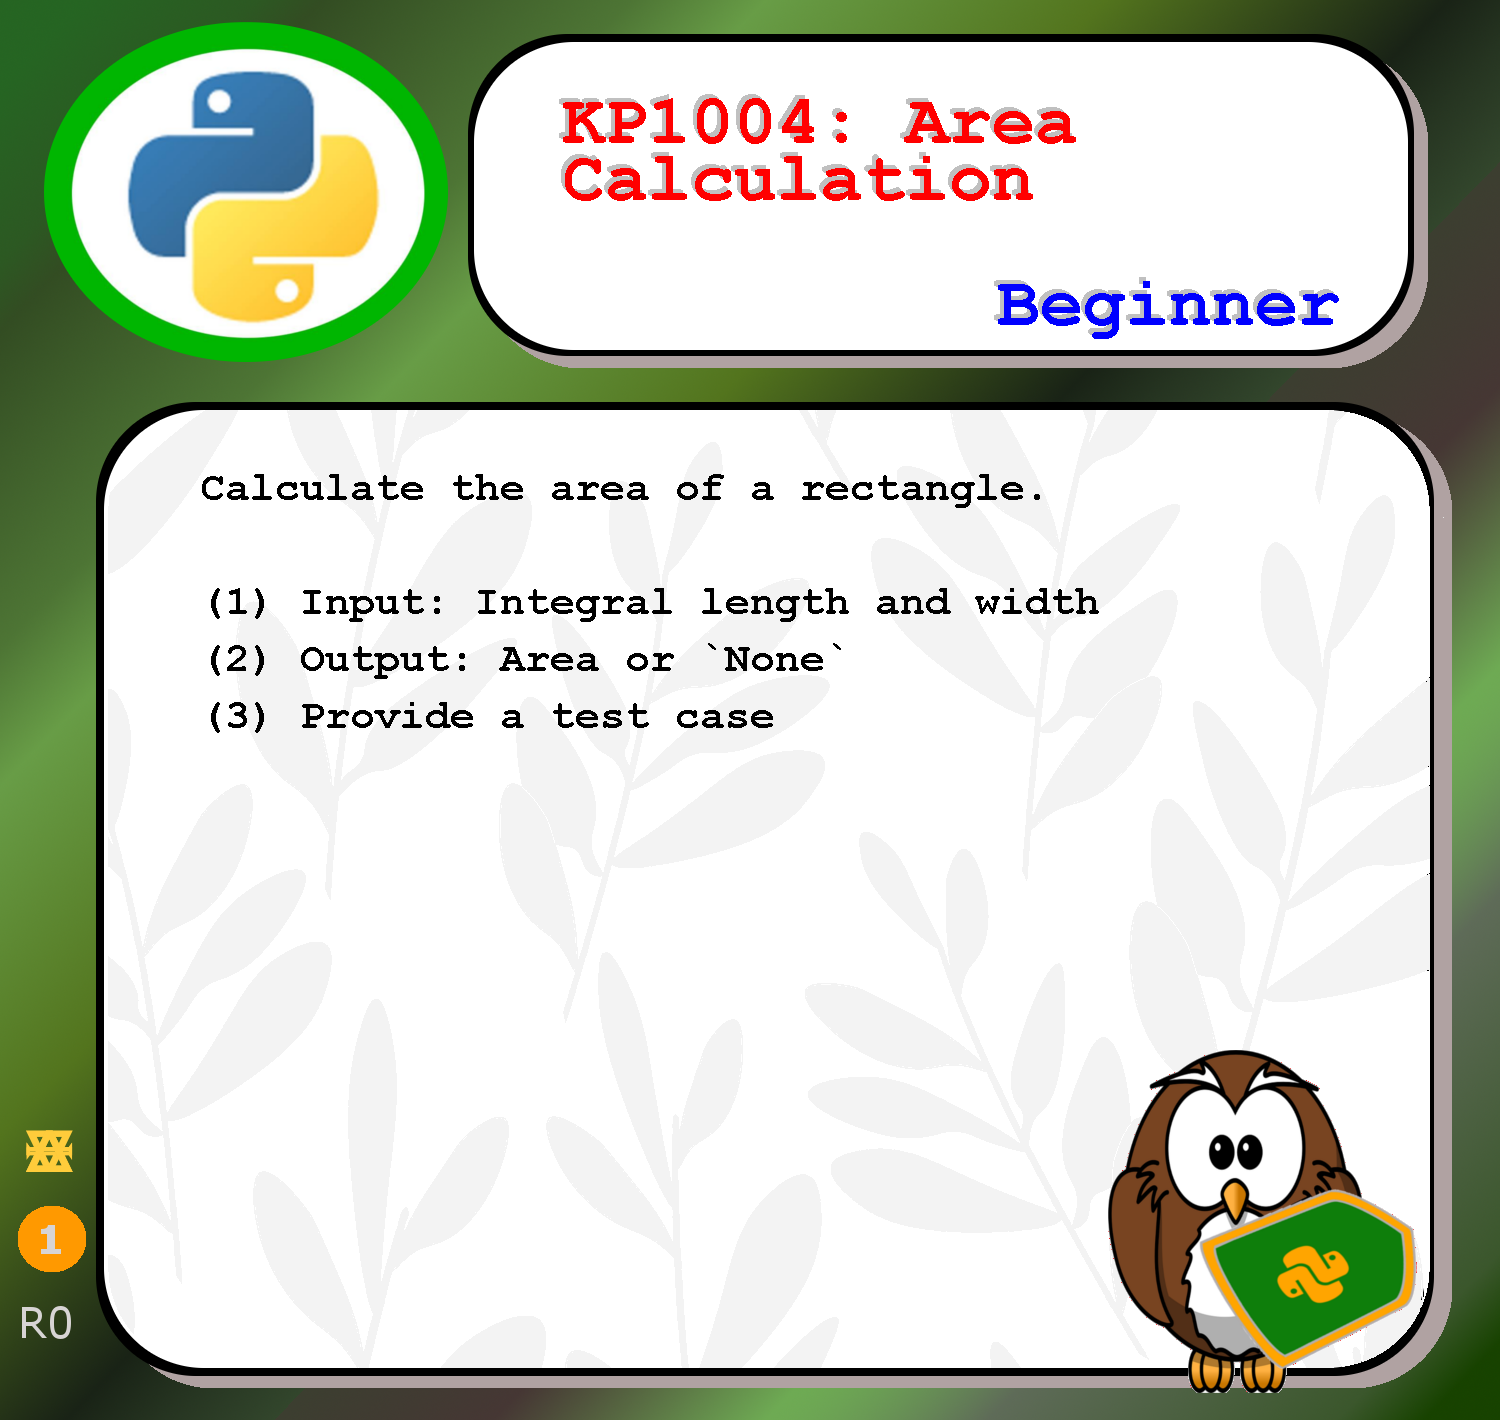 KP1004: Area
Calculation
Beginner
Calculate the area of a rectangle.
(1) Input: Integral length and width
(2) Output: Area or `None`
(3) Provide a test case
1
R0